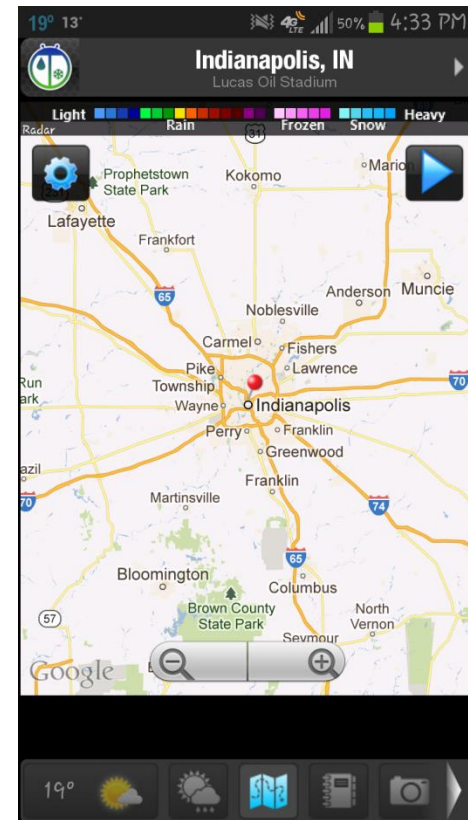 19° 13° 4G LTE 50% 4:33 PM
Indianapolis, IN
Lucas Oil Stadium
Light Heavy
Radar Rain Frozen Snow
31
Prophetstown
State Park
Kokomo
Marion
Lafayette
Frankfort
65
Anderson
Muncie
Noblesville
Carmel
Fishers
Pike
Township
Lawrence
Run
ark
70
Wayne
Indianapolis
Perry
Franklin
Greenwood
azil
Franklin
70
Martinsville
74
65
Bloomington
Columbus
Brown County
State Park
North
Vernon
57
Seymour
Google
19°